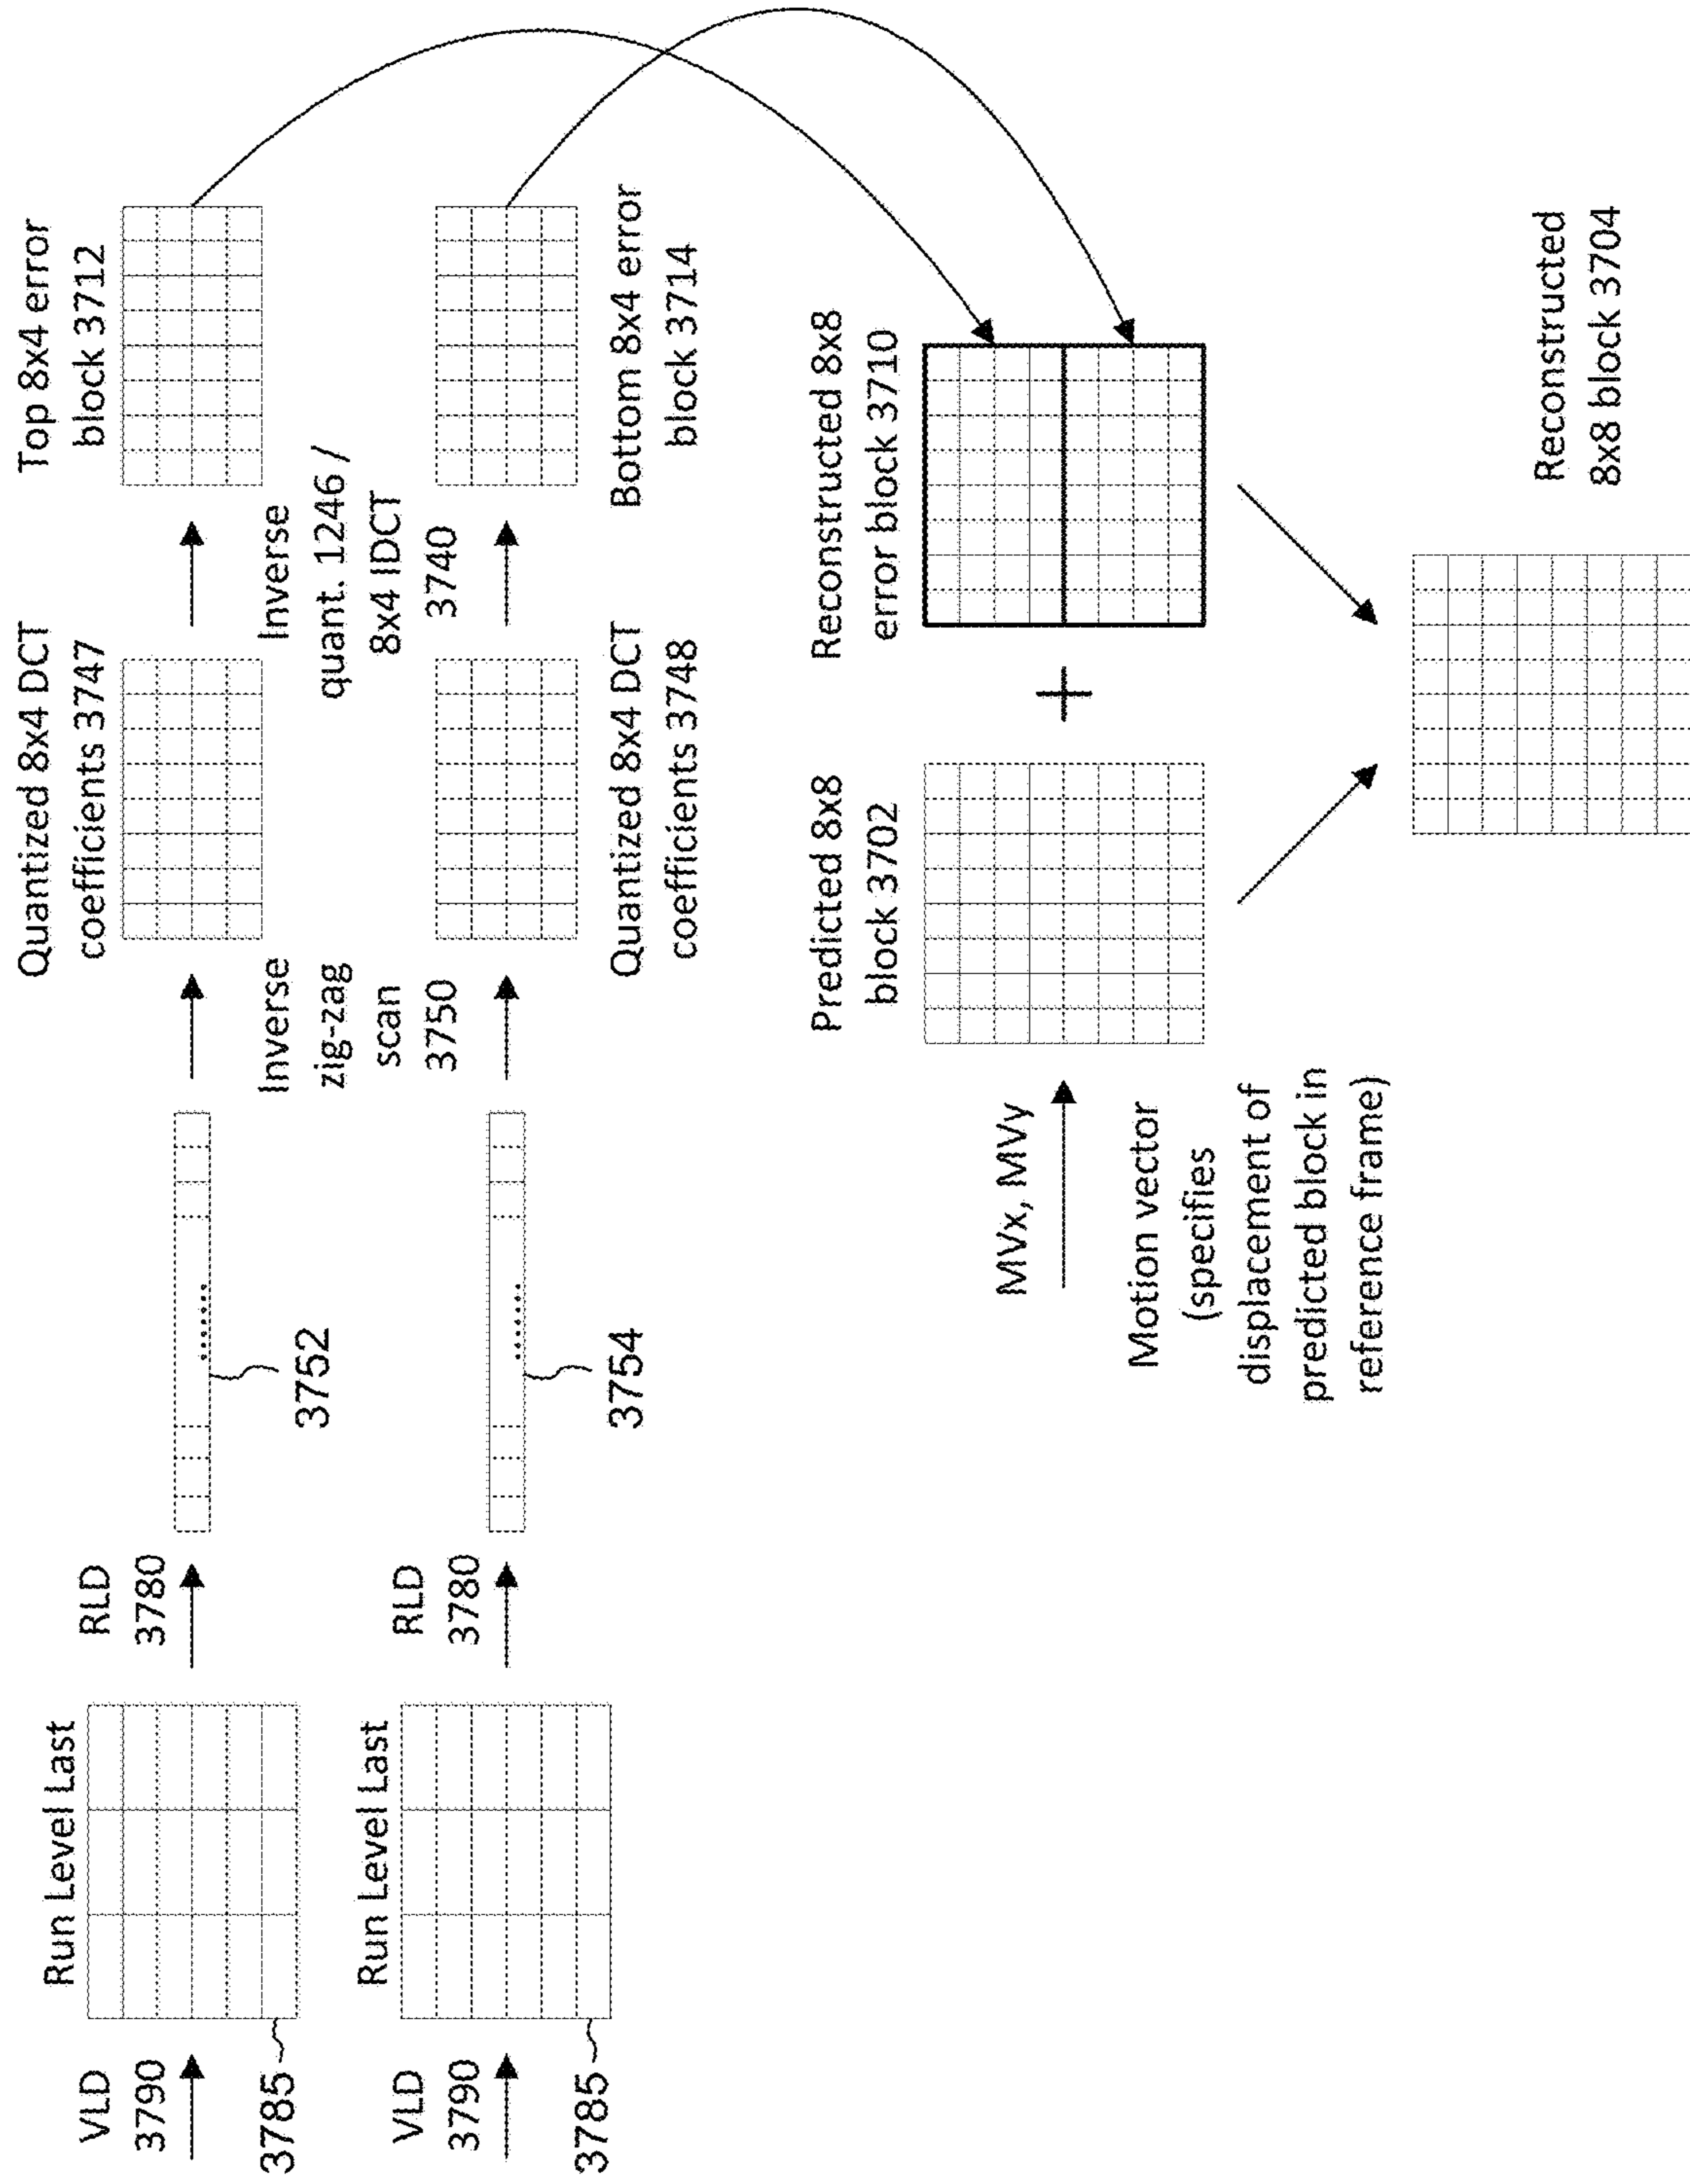 VLD
3790
3785
Run Level Last
RLD
3780
3752
Inverse
zig-zag
scan
3750
Quantized 8x4 DCT
coefficients 3747
Inverse
quant. 1246 /
8x4 IDCT
3740
Top 8x4 error
block 3712
VLD
3790
3785
Run Level Last
RLD
3780
3754
Quantized 8x4 DCT
coefficients 3748
Bottom 8x4 error
block 3714
MVx, MVy
Motion vector
(specifies
displacement of
predicted block in
reference frame)
Predicted 8x8
block 3702
+
Reconstructed 8x8
error block 3710
Reconstructed
8x8 block 3704